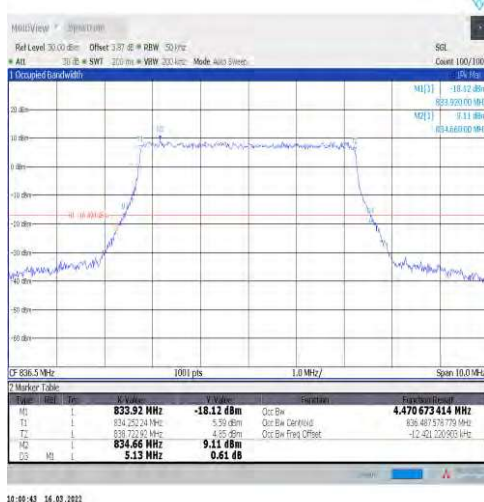 MultiView Spectrum
Ref Level 30.00 dBm Offset 3.87 dB RBW 50 kHz SGL
Att 30 dB SWT 200 ms VBW 200 kHz Mode Auto Sweep Count 100/100
1 Occupied Bandwidth 1Pk Max
M1[1] -18.12 dBm
833.920 00 MHz
M2[1] 9.11 dBm
834.660 00 MHz
20 dBm
10 dBm
0 dBm
-10 dBm
-20 dBm
-30 dBm
-40 dBm
-50 dBm
-60 dBm
CF 836.5 MHz 1001 pts 1.0 MHz/ Span 10.0 MHz
2 Marker Table
Type Ref Trc X-Value Y-Value Function Function Result
M1 1 833.92 MHz -18.12 dBm Occ Bw 4.470 673 414 MHz
T1 1 834.252 24 MHz 5.59 dBm Occ Bw Centroid 836.487 578 779 MHz
T2 1 838.722 92 MHz 4.85 dBm Occ Bw Freq Offset -12.421 220 903 kHz
M2 1 834.66 MHz 9.11 dBm
D3 M1 1 5.13 MHz 0.61 dB
10:00:43 16.03.2022